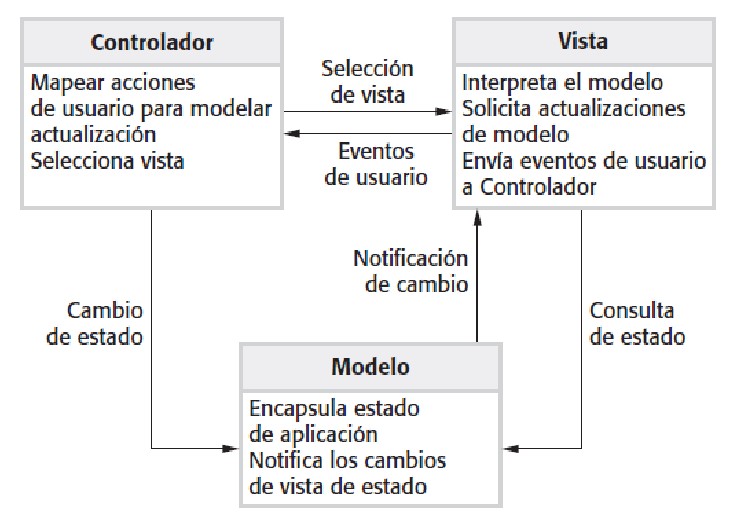 Controlador
Mapear acciones
de usuario para modelar
actualización
Selecciona vista
Selección
de vista
Eventos
de usuario
Vista
Interpreta el modelo
Solicita actualizaciones
de modelo
Envía eventos de usuario
a Controlador
Cambio
de estado
Notificación
de cambio
Consulta
de estado
Modelo
Encapsula estado
de aplicación
Notifica los cambios
de vista de estado